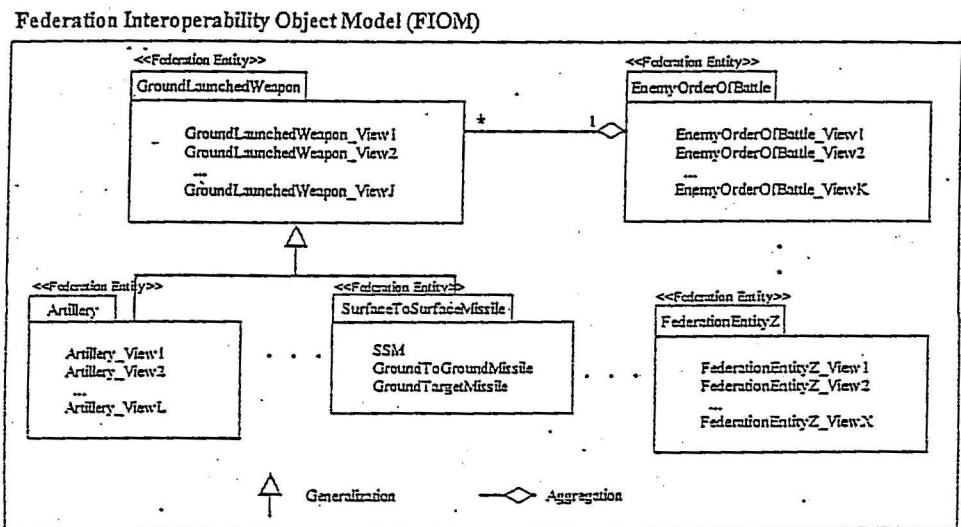 Federation Interoperability Object Model (FIOM)
<<Federation Entity>>
GroundLaunchedWeapon
GroundLaunchedWeapon_View1
GroundLaunchedWeapon_View2
...
GroundLaunchedWeapon_ViewJ
* 1
<<Federation Entity>>
EnemyOrderOfBattle
EnemyOrderOfBattle_View1
EnemyOrderOfBattle_View2
...
EnemyOrderOfBattle_ViewK
<<Federation Entity>>
Artillery
Artillery_View1
Artillery_View2
...
Artillery_ViewL
<<Federation Entity>>
SurfaceToSurfaceMissile
SSM
GroundToGroundMissile
GroundTargetMissile
<<Federation Entity>>
FederationEntityZ
FederationEntityZ_View1
FederationEntityZ_View2
...
FederationEntityZ_ViewX
Generalization
Aggregation